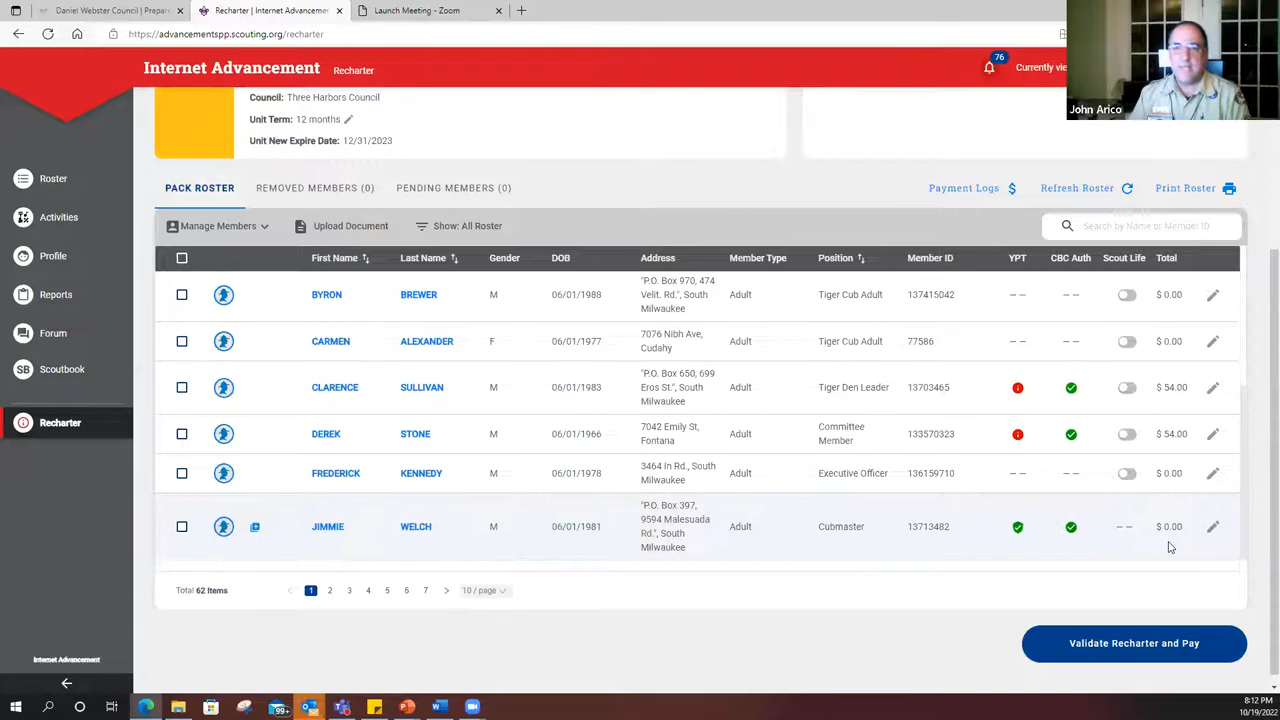 Daniel Webster Council | Prepare
Recharter | Internet Advancemen
Launch Meeting - Zoom
https://advancementspp.scouting.org/recharter
Internet Advancement
Recharter
76
Currently vie
John Arico
Council: Three Harbors Council
Unit Term: 12 months
Unit New Expire Date: 12/31/2023
Roster
Activities
Profile
Reports
Forum
SB Scoutbook
Recharter
Internet Advancement
PACK ROSTER REMOVED MEMBERS (0) PENDING MEMBERS (0) Payment Logs $ Refresh Roster Print Roster
Manage Members Upload Document Show: All Roster Search by Name or Member ID
First Name Last Name Gender DOB Address Member Type Position Member ID YPT CBC Auth Scout Life Total
BYRON BREWER M 06/01/1988 "P.O. Box 970, 474 Velit. Rd.", South Milwaukee Adult Tiger Cub Adult 137415042 – – – – $ 0.00
CARMEN ALEXANDER F 06/01/1977 7076 Nibh Ave, Cudahy Adult Tiger Cub Adult 77586 – – – – $ 0.00
CLARENCE SULLIVAN M 06/01/1983 "P.O. Box 650, 699 Eros St.", South Milwaukee Adult Tiger Den Leader 13703465 $ 54.00
DEREK STONE M 06/01/1966 7042 Emily St, Fontana Adult Committee Member 133570323 $ 54.00
FREDERICK KENNEDY M 06/01/1978 3464 In Rd., South Milwaukee Adult Executive Officer 136159710 – – – – $ 0.00
JIMMIE WELCH M 06/01/1981 "P.O. Box 397, 9594 Malesuada Rd.", South Milwaukee Adult Cubmaster 13713482 – – $ 0.00
Total 62 Items 1 2 3 4 5 6 7 10 / page
Validate Recharter and Pay
99+
8:12 PM
10/19/2022